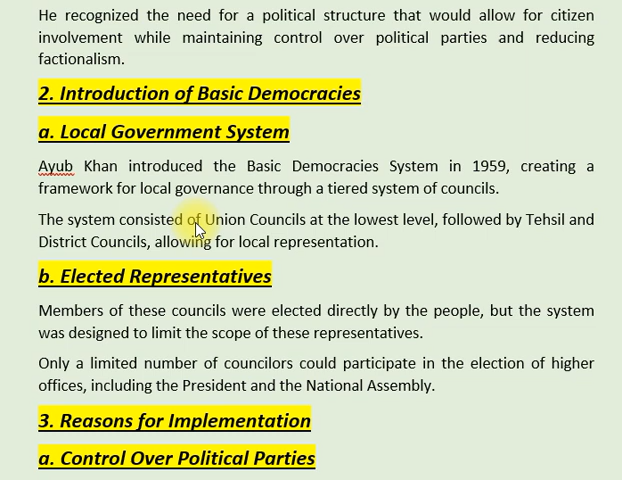 He recognized the need for a political structure that would allow for citizen
involvement while maintaining control over political parties and reducing
factionalism.
2. Introduction of Basic Democracies
a. Local Government System
Ayub Khan introduced the Basic Democracies System in 1959, creating a
framework for local governance through a tiered system of councils.
The system consisted of Union Councils at the lowest level, followed by Tehsil and
District Councils, allowing for local representation.
b. Elected Representatives
Members of these councils were elected directly by the people, but the system
was designed to limit the scope of these representatives.
Only a limited number of councilors could participate in the election of higher
offices, including the President and the National Assembly.
3. Reasons for Implementation
a. Control Over Political Parties